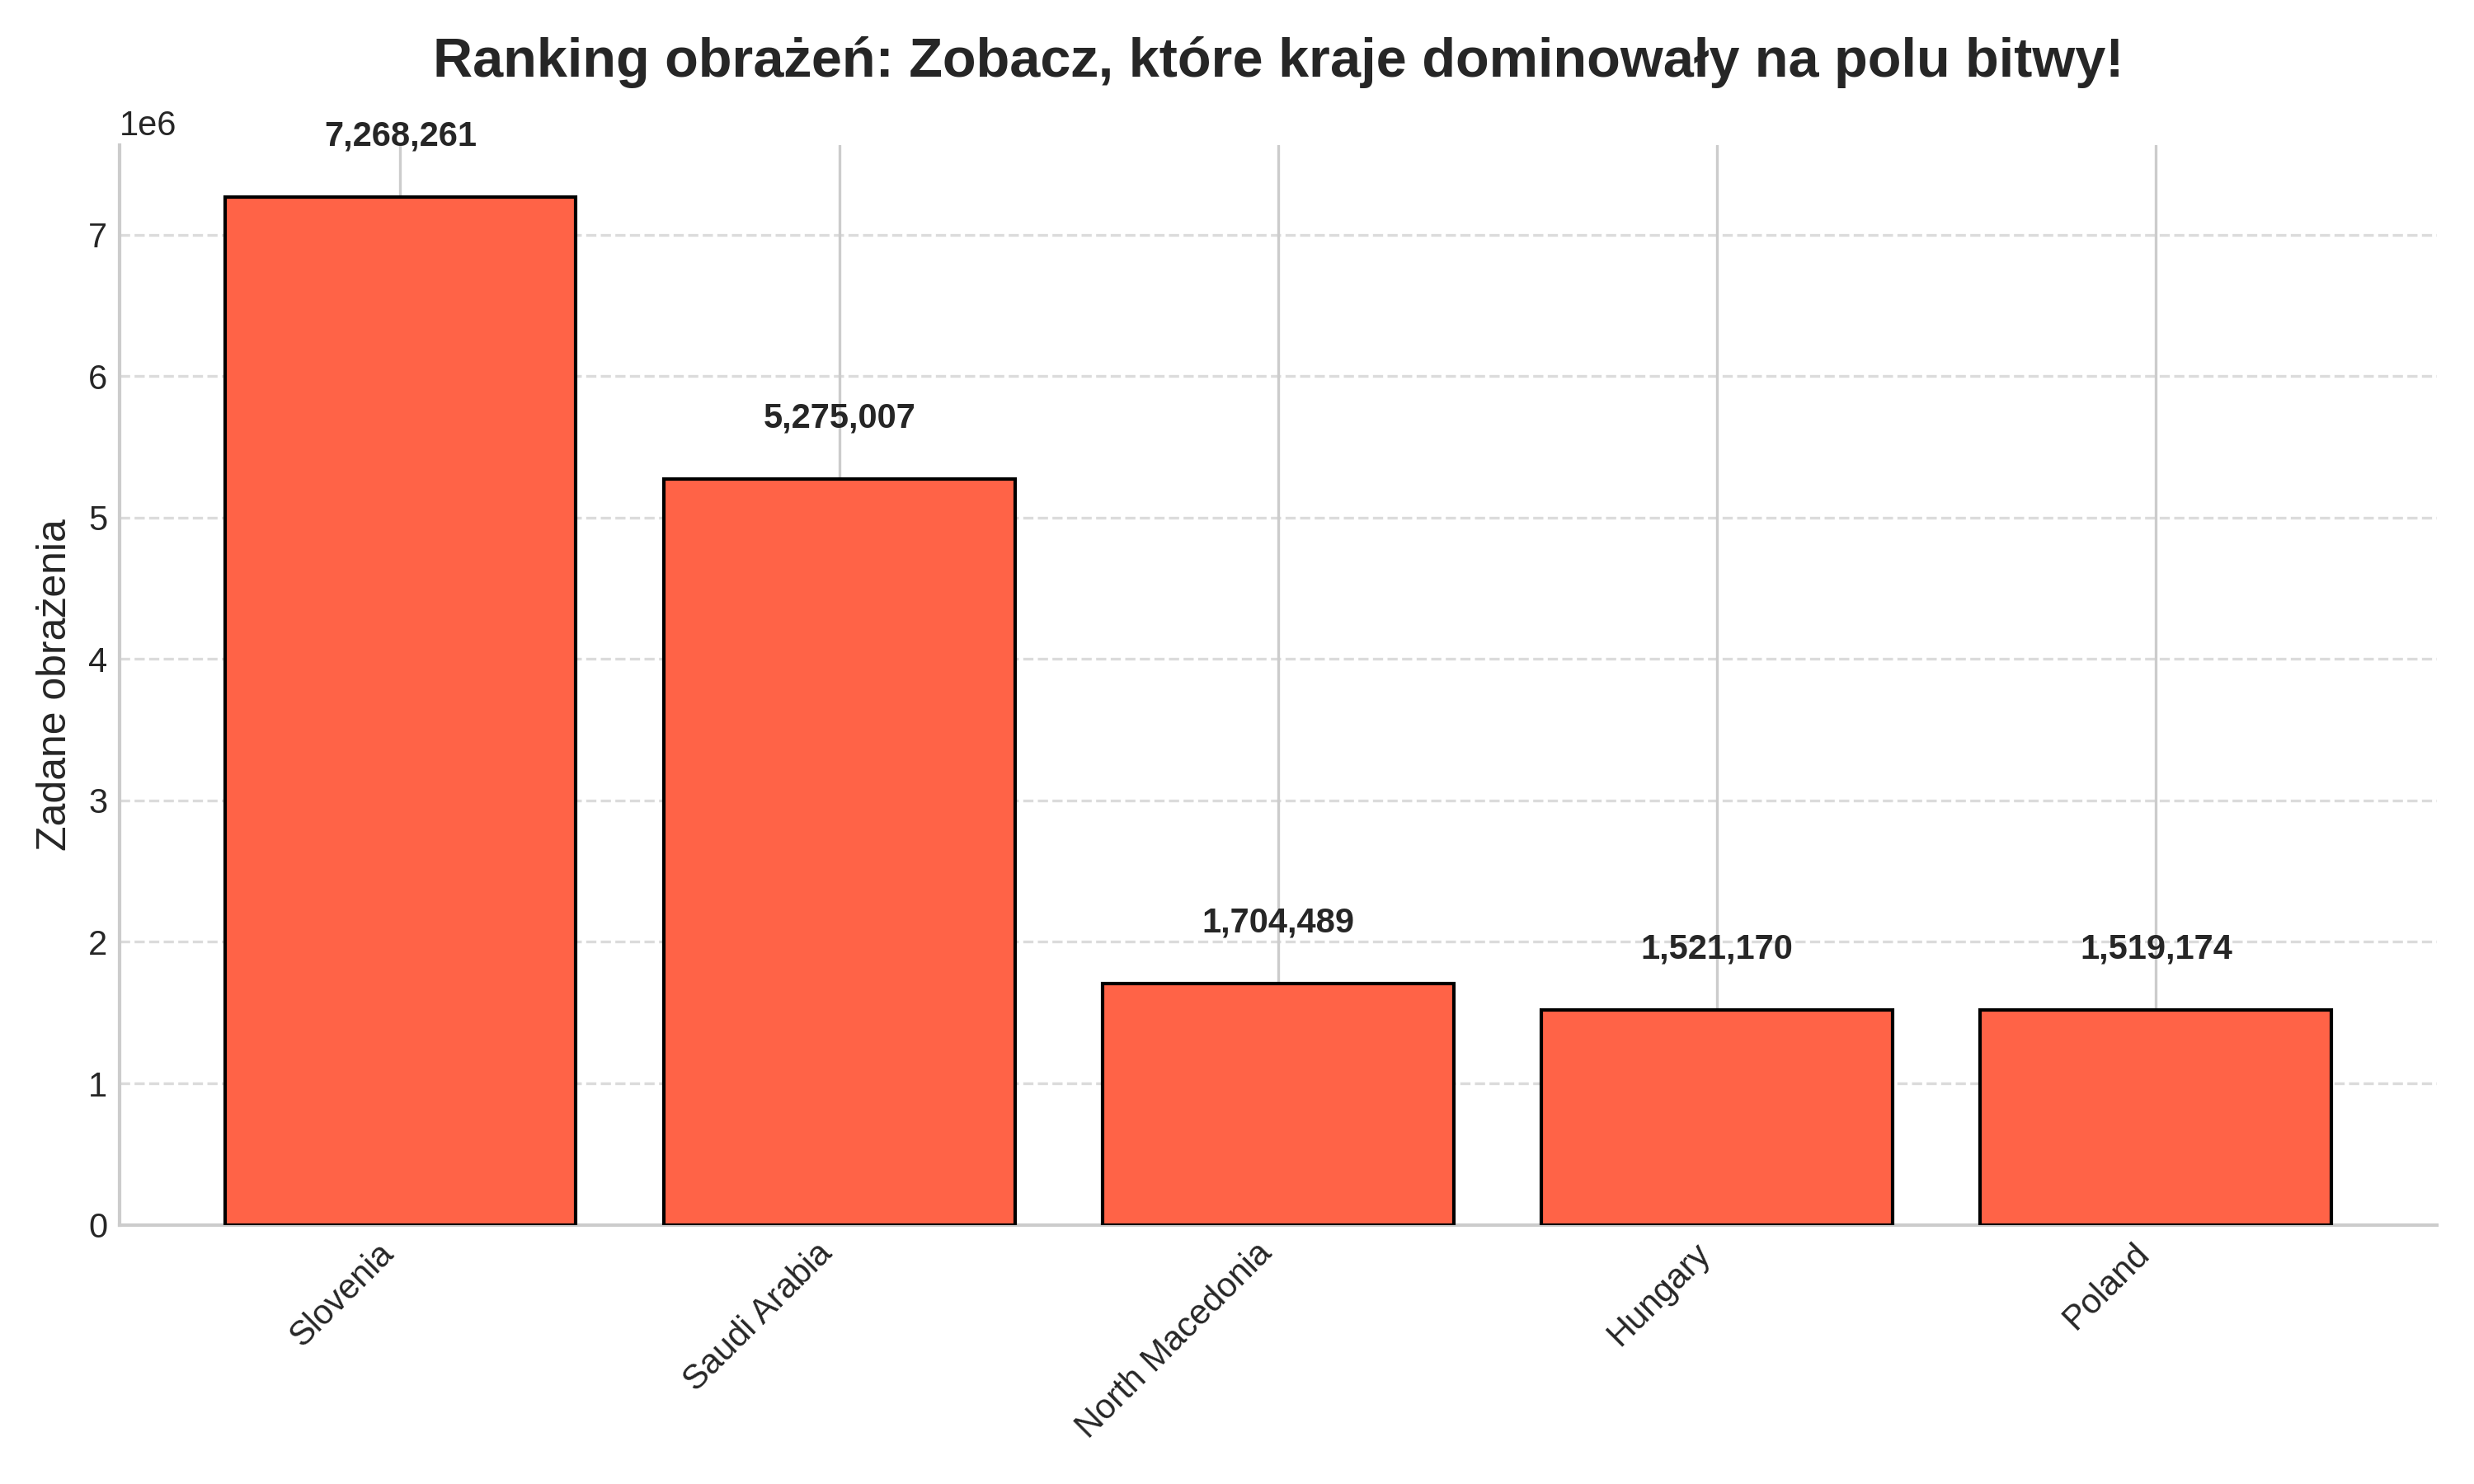 Ranking obrażeń: Zobacz, które kraje dominowały na polu bitwy!
1e6
7,268,261
7
6
5,275,007
5
Zadane obrażenia
4
3
1,704,489
2
1,521,170
1,519,174
1
0
Slovenia
Saudi Arabia
North Macedonia
Hungary
Poland